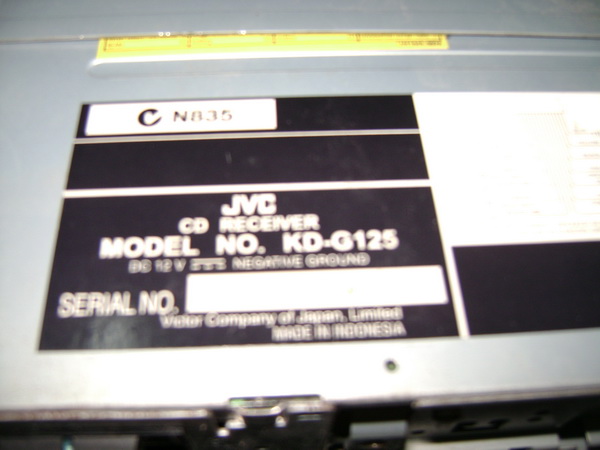 N835
JVC
CD RECEIVER
MODEL NO. KD-G125
DC 12 V NEGATIVE GROUND
SERIAL NO.
Victor Company of Japan, Limited
MADE IN INDONESIA